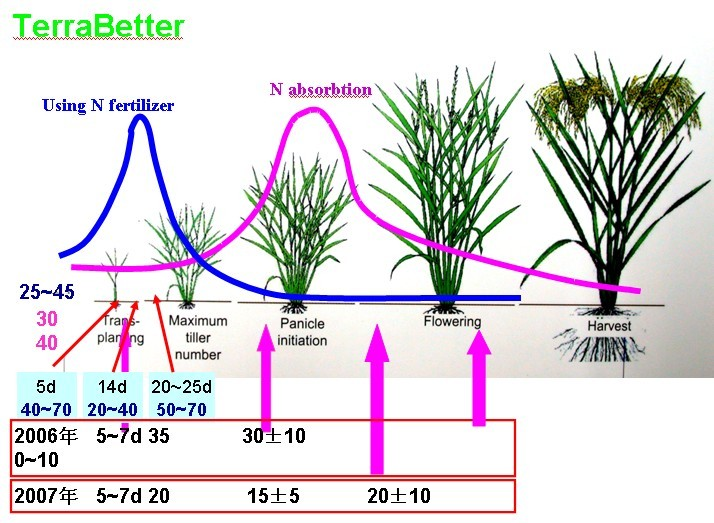 TerraBetter
Using N fertilizer
N absorbtion
25~45
30
40
Trans-
planting
Maximum
tiller
number
Panicle
initiation
Flowering
Harvest
5d
40~70
14d
20~40
20~25d
50~70
2006年 5~7d 35 30±10
0~10
2007年 5~7d 20 15±5 20±10